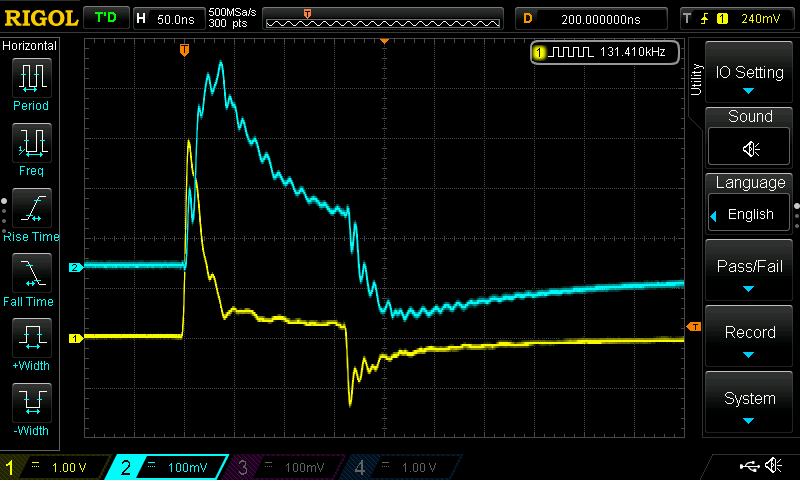 RIGOL T'D H 50.0ns 500MSa/s 300 pts T D 200.000000ns T 1 240mV
Horizontal
Period
Freq
Rise Time
Fall Time
+Width
-Width
T
1 131.410kHz
2
1
T
Utility
IO Setting
Sound
Language
English
Pass/Fail
Record
System
1 = 1.00 V 2 = 100mV 3 = 100mV 4 = 1.00 V